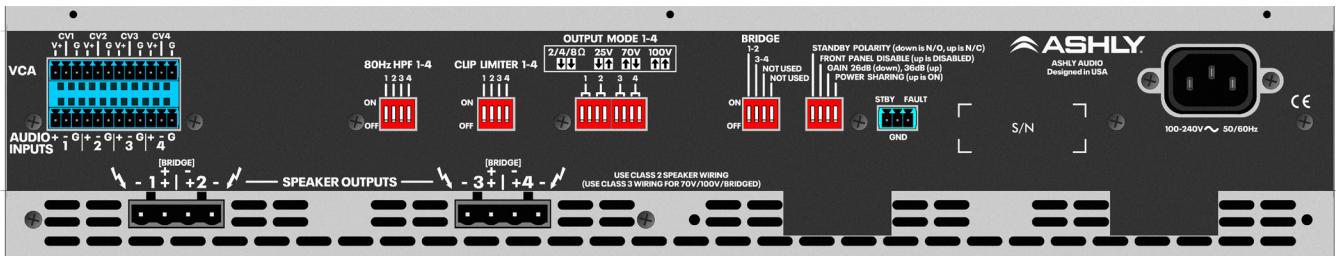 CV1 CV2 CV3 CV4
V+ G V+ G V+ G V+ G
VCA
AUDIO INPUTS
+ - G + - G + - G + - G
1 2 3 4
80Hz HPF 1-4
1 2 3 4
ON
OFF
CLIP LIMITER 1-4
1 2 3 4
ON
OFF
OUTPUT MODE 1-4
2/4/8Ω 25V 70V 100V
1 2 3 4
BRIDGE
1-2
3-4
NOT USED
NOT USED
ON
OFF
STANDBY POLARITY (down is N/O, up is N/C)
FRONT PANEL DISABLE (up is DISABLED)
GAIN 26dB (down), 36dB (up)
POWER SHARING (up is ON)
STBY FAULT
GND
ASHLY
ASHLY AUDIO
Designed in USA
S/N
100-240V 50/60Hz
CE
[BRIDGE]
+ -
- 1 + | + 2 -
SPEAKER OUTPUTS
[BRIDGE]
+ -
- 3 + | + 4 -
USE CLASS 2 SPEAKER WIRING
(USE CLASS 3 WIRING FOR 70V/100V/BRIDGED)